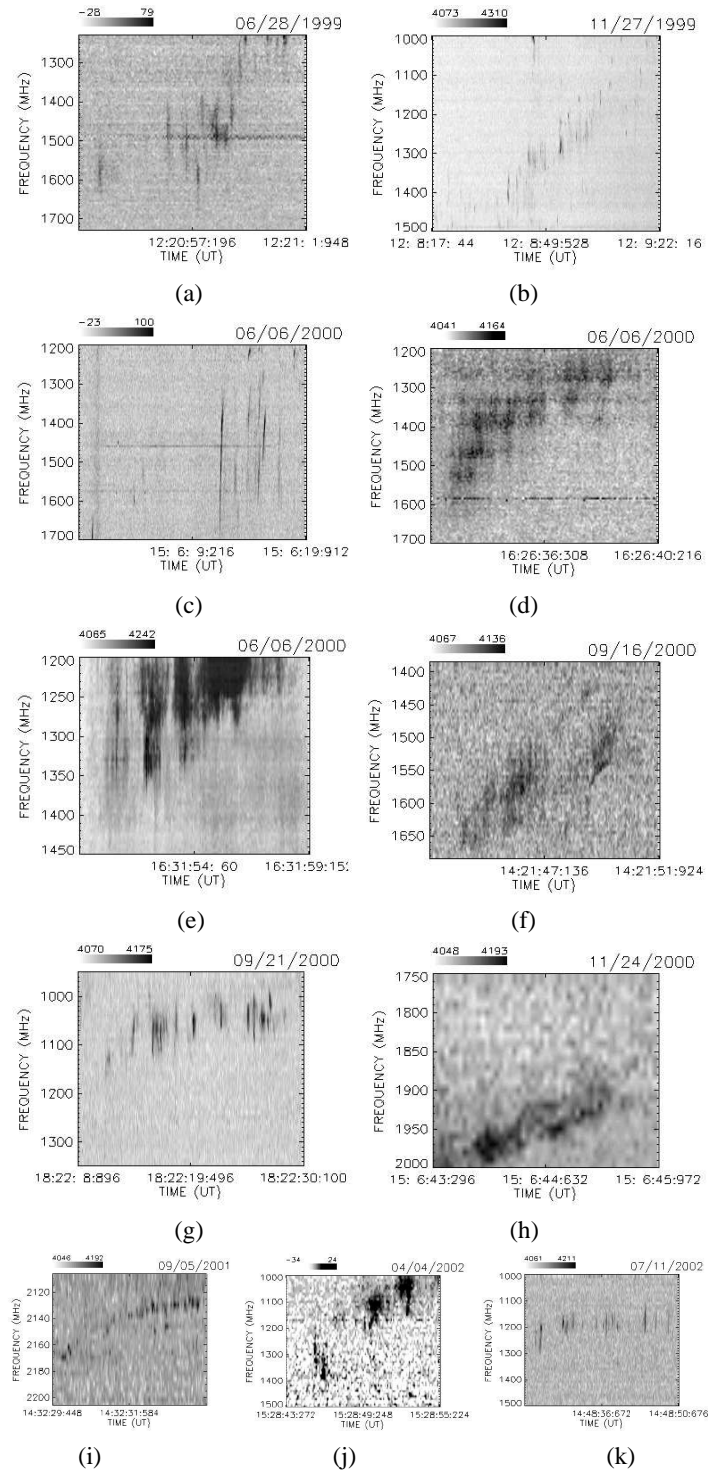 -28 79 06/28/1999
FREQUENCY (MHz)
1300
1400
1500
1600
1700
12:20:57:196 12:21: 1:948
TIME (UT)
(a)
4073 4310 11/27/1999
FREQUENCY (MHz)
1000
1100
1200
1300
1400
1500
12: 8:17: 44 12: 8:49:528 12: 9:22: 16
TIME (UT)
(b)
-23 100 06/06/2000
FREQUENCY (MHz)
1200
1300
1400
1500
1600
1700
15: 6: 9:216 15: 6:19:912
TIME (UT)
(c)
4041 4164 06/06/2000
FREQUENCY (MHz)
1200
1300
1400
1500
1600
1700
16:26:36:308 16:26:40:216
TIME (UT)
(d)
4065 4242 06/06/2000
FREQUENCY (MHz)
1200
1250
1300
1350
1400
1450
16:31:54: 60 16:31:59:152
TIME (UT)
(e)
4067 4136 09/16/2000
FREQUENCY (MHz)
1400
1450
1500
1550
1600
1650
14:21:47:136 14:21:51:924
TIME (UT)
(f)
4070 4175 09/21/2000
FREQUENCY (MHz)
1000
1100
1200
1300
18:22: 8:896 18:22:19:496 18:22:30:100
TIME (UT)
(g)
4048 4193 11/24/2000
FREQUENCY (MHz)
1750
1800
1850
1900
1950
2000
15: 6:43:296 15: 6:44:632 15: 6:45:972
TIME (UT)
(h)
4046 4192 09/05/2001
FREQUENCY (MHz)
2120
2140
2160
2180
2200
14:32:29:448 14:32:31:584
TIME (UT)
(i)
-34 24 04/04/2002
FREQUENCY (MHz)
1000
1100
1200
1300
1400
1500
15:28:43:272 15:28:49:248 15:28:55:224
TIME (UT)
(j)
4061 4211 07/11/2002
FREQUENCY (MHz)
1000
1100
1200
1300
1400
1500
14:48:36:672 14:48:50:676
TIME (UT)
(k)